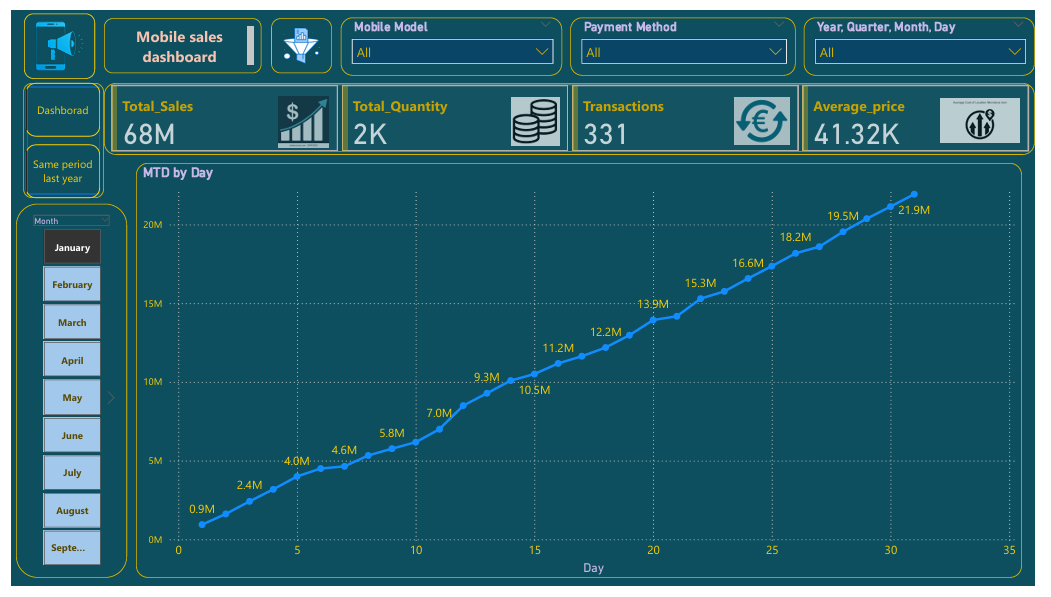 Mobile sales
dashboard
Mobile Model
All
Payment Method
All
Year, Quarter, Month, Day
All
Dashborad
Same period
last year
Total_Sales
68M
$
Total_Quantity
2K
Transactions
331
€
Average_price
41.32K
Month
January
February
March
April
May
June
July
August
Septe...
MTD by Day
20M
15M
10M
5M
0M
0.9M
2.4M
4.0M
4.6M
5.8M
7.0M
9.3M
10.5M
11.2M
12.2M
13.9M
15.3M
16.6M
18.2M
19.5M
21.9M
0 5 10 15 20 25 30 35
Day